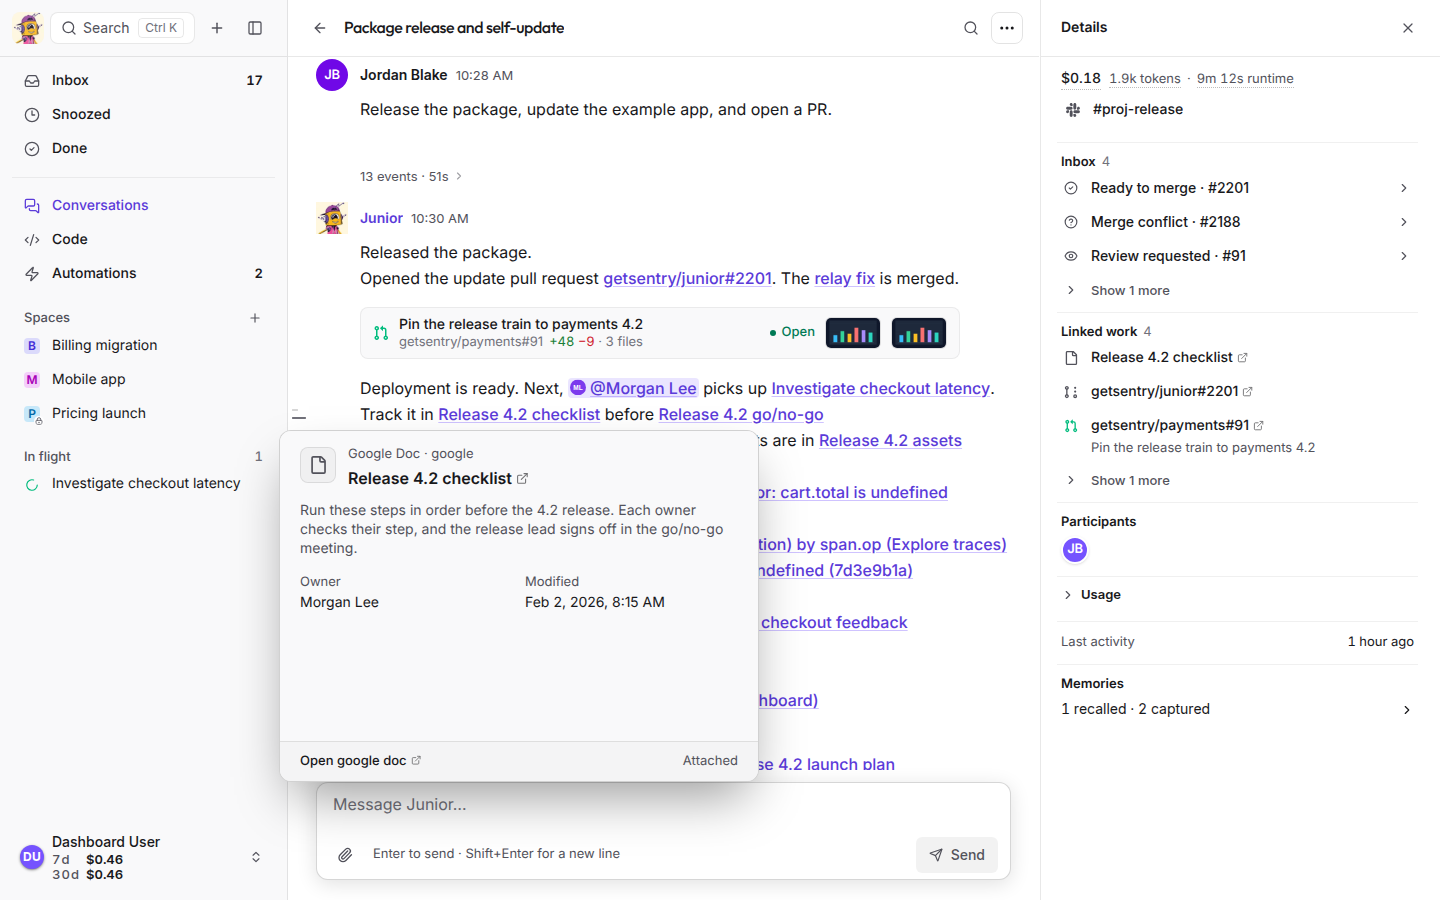 Search Ctrl K
Inbox 17
Snoozed
Done
Conversations
Code
Automations 2
Spaces
B Billing migration
M Mobile app
P Pricing launch
In flight 1
Investigate checkout latency
DU Dashboard User
7d $0.46
30d $0.46
Package release and self-update
JB Jordan Blake 10:28 AM
Release the package, update the example app, and open a PR.
13 events · 51s
Junior 10:30 AM
Released the package.
Opened the update pull request getsentry/junior#2201. The relay fix is merged.
Pin the release train to payments 4.2
getsentry/payments#91 +48 −9 · 3 files
Open
Deployment is ready. Next, ML @Morgan Lee picks up Investigate checkout latency.
Track it in Release 4.2 checklist before Release 4.2 go/no-go
s are in Release 4.2 assets
or: cart.total is undefined
tion) by span.op (Explore traces)
ndefined (7d3e9b1a)
checkout feedback
hboard)
se 4.2 launch plan
Google Doc · google
Release 4.2 checklist
Run these steps in order before the 4.2 release. Each owner
checks their step, and the release lead signs off in the go/no-go
meeting.
Owner Modified
Morgan Lee Feb 2, 2026, 8:15 AM
Open google doc Attached
Message Junior...
Enter to send · Shift+Enter for a new line
Send
Details
$0.18 1.9k tokens · 9m 12s runtime
#proj-release
Inbox 4
Ready to merge · #2201
Merge conflict · #2188
Review requested · #91
Show 1 more
Linked work 4
Release 4.2 checklist
getsentry/junior#2201
getsentry/payments#91
Pin the release train to payments 4.2
Show 1 more
Participants
JB
Usage
Last activity 1 hour ago
Memories
1 recalled · 2 captured